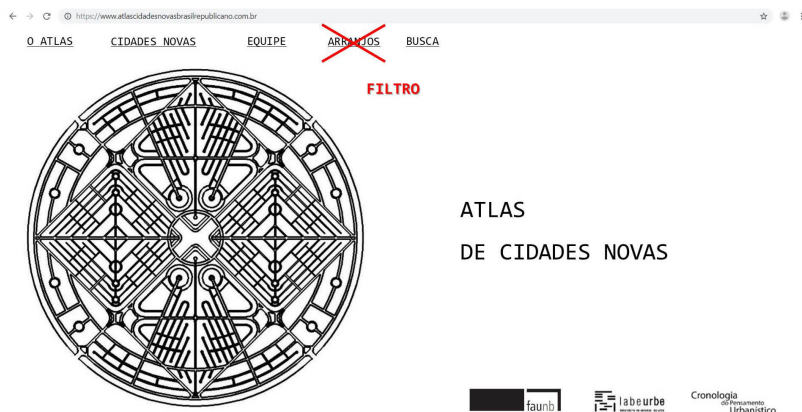 https://www.atlascidadesnovasbrasilrepublicano.com.br
O ATLAS CIDADES NOVAS EQUIPE ARRANJOS BUSCA
FILTRO
ATLAS
DE CIDADES NOVAS
faunb
labeurbe
Cronologia
do Pensamento
Urbanístico